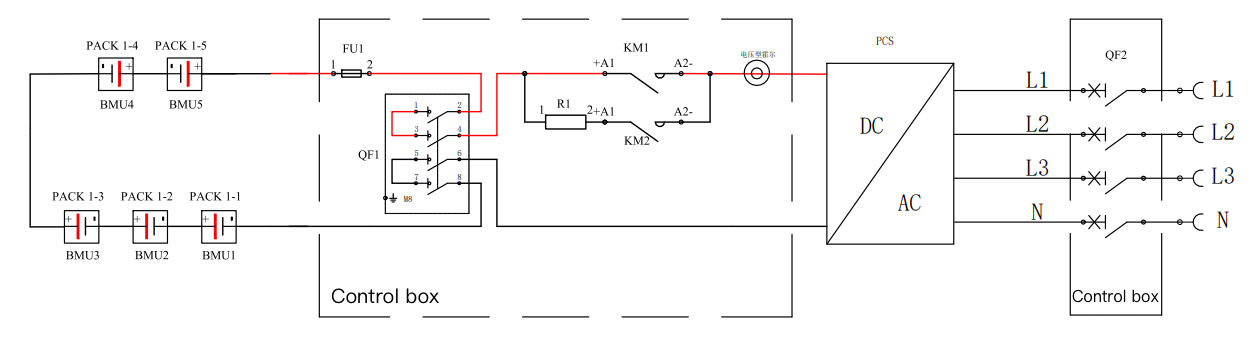 PACK 1-4
PACK 1-5
BMU4
BMU5
- +
- +
PACK 1-3
PACK 1-2
PACK 1-1
+ -
+ -
+ -
BMU3
BMU2
BMU1
FU1
1 2
QF1
1 2
3 4
5 6
7 8
M8
KM1
+A1 A2-
R1
1 2
+A1 A2-
KM2
电压型霍尔
Control box
PCS
DC
AC
L1
L2
L3
N
QF2
L1
L2
L3
N
Control box